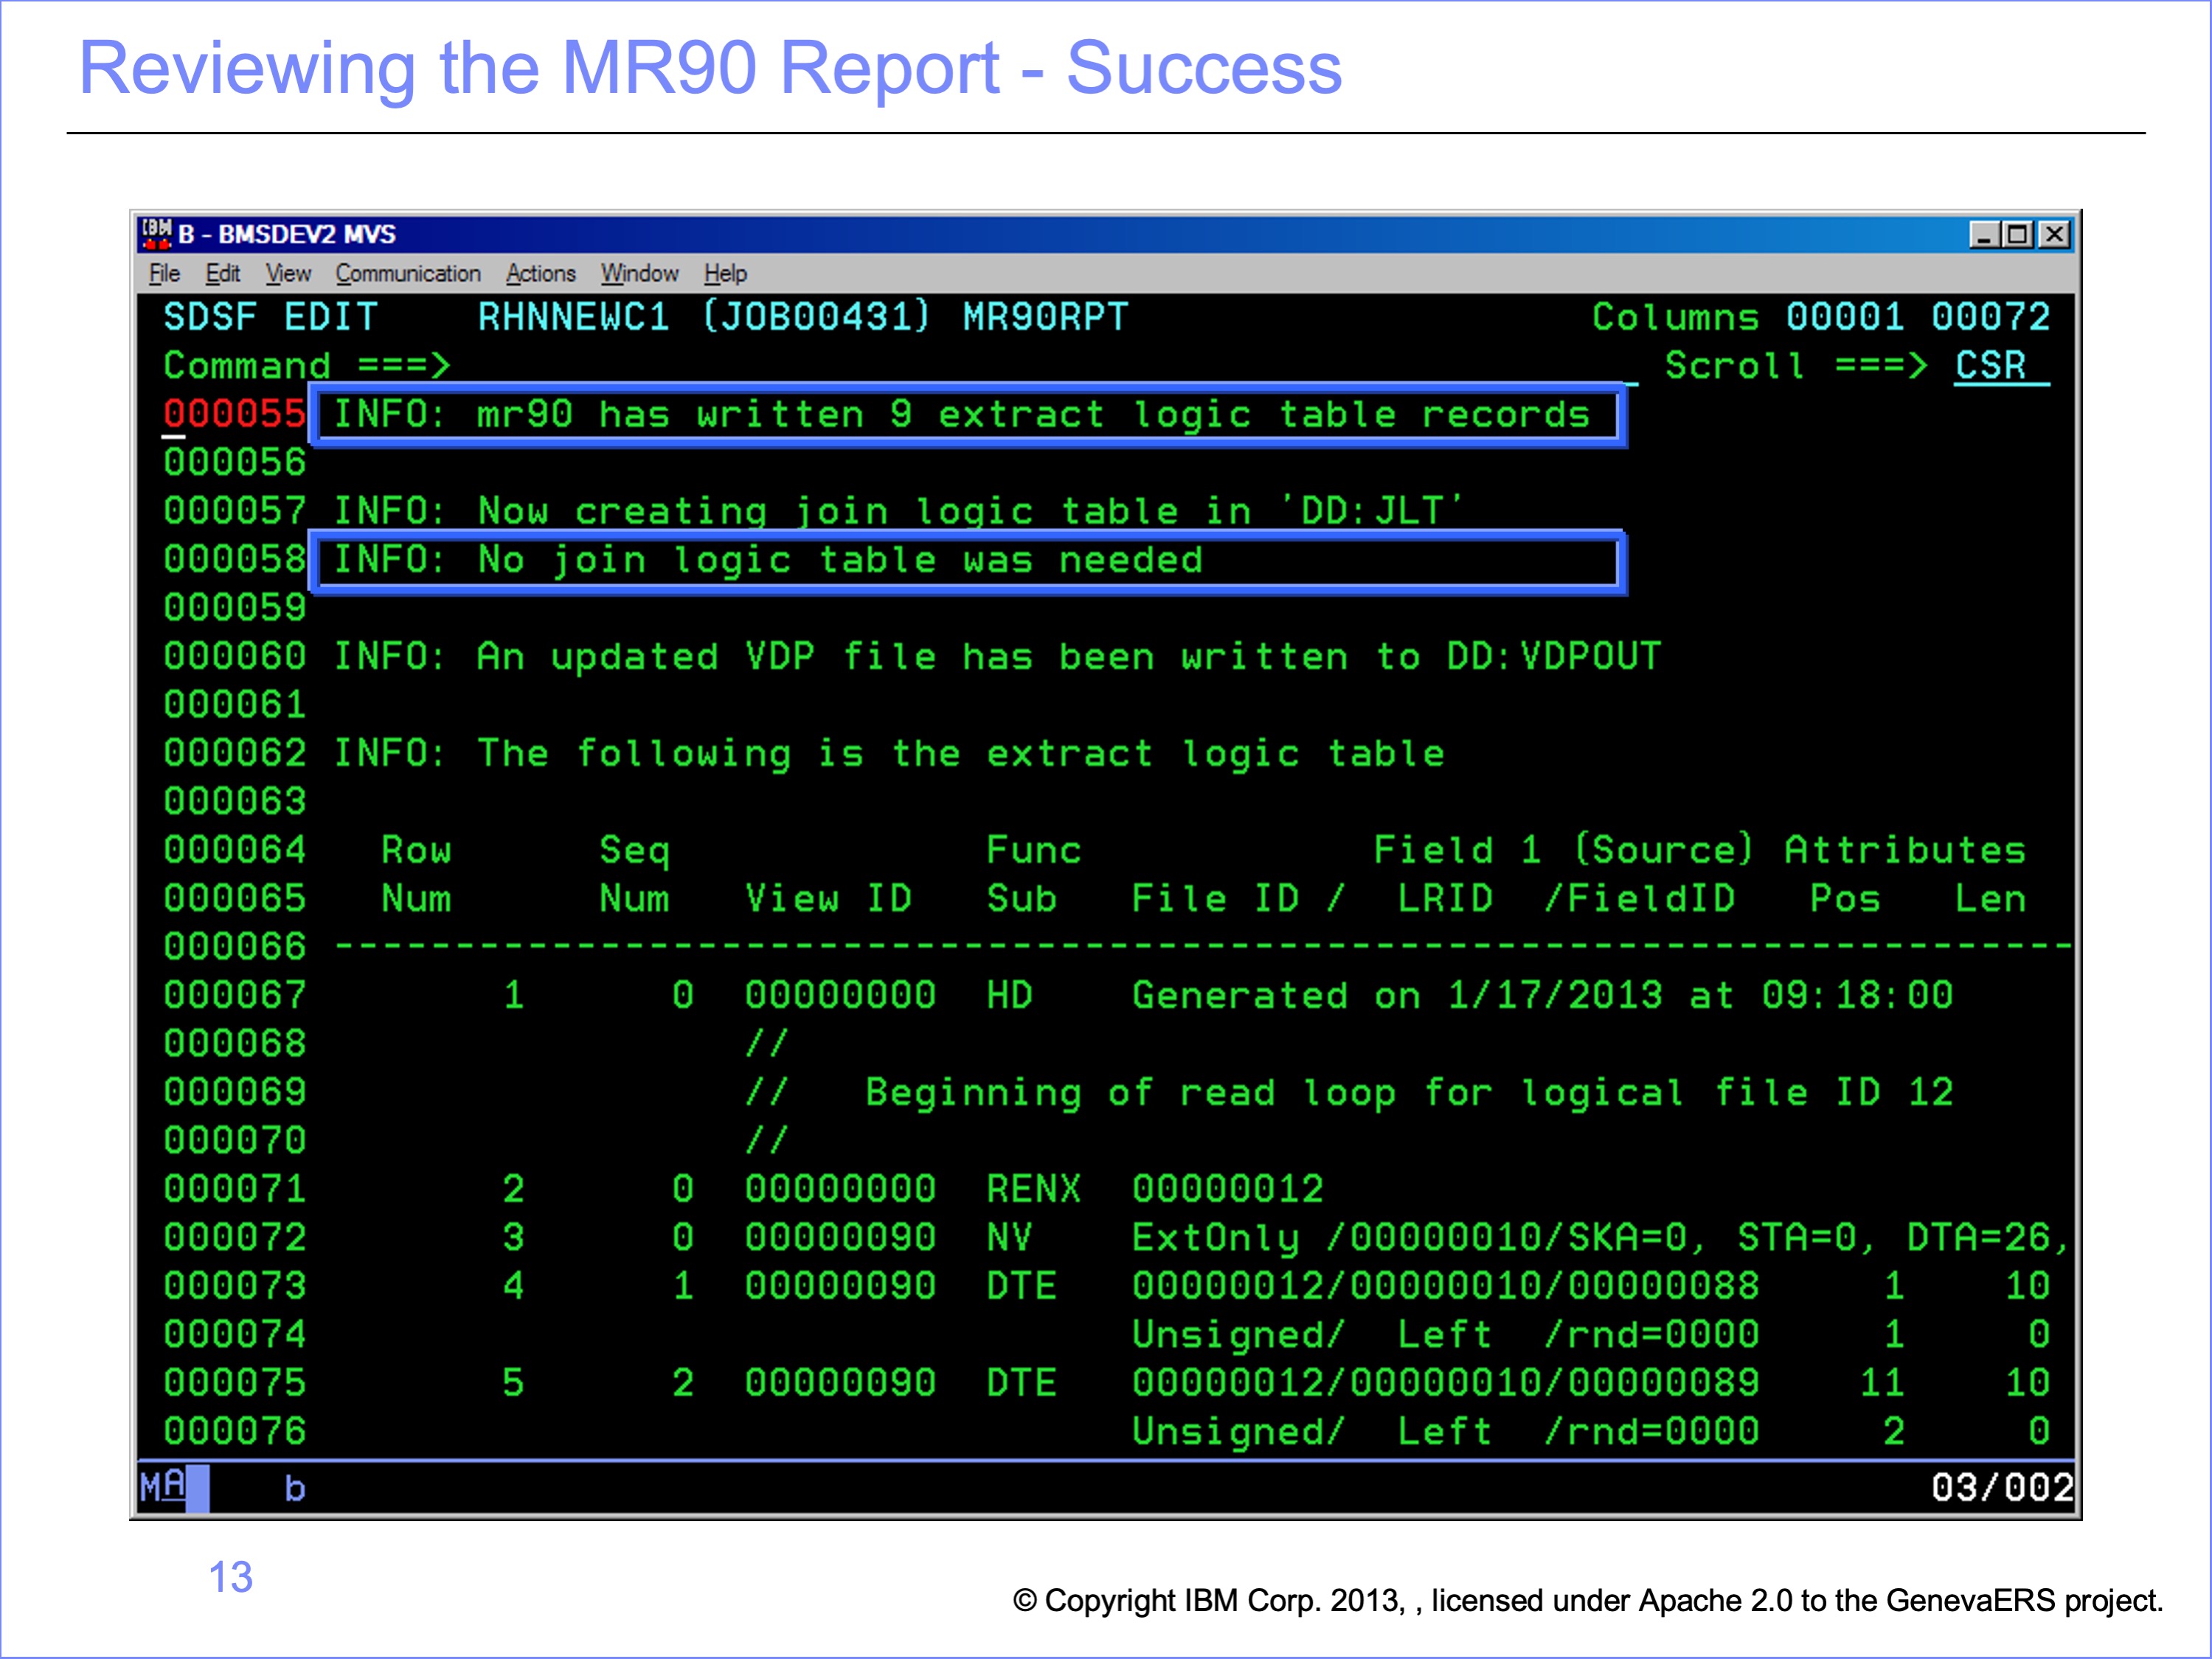 Reviewing the MR90 Report - Success
IBM B - BMSDEV2 MVS
File Edit View Communication Actions Window Help
SDSF EDIT RHNNEWC1 (JOB00431) MR90RPT Columns 00001 00072
Command ===> Scroll ===> CSR
000055 INFO: mr90 has written 9 extract logic table records
000056
000057 INFO: Now creating join logic table in 'DD:JLT'
000058 INFO: No join logic table was needed
000059
000060 INFO: An updated VDP file has been written to DD:VDPOUT
000061
000062 INFO: The following is the extract logic table
000063
000064 Row Seq Func Field 1 (Source) Attributes
000065 Num Num View ID Sub File ID / LRID /FieldID Pos Len
000066 ------------------------------------------------------------------------
000067 1 0 00000000 HD Generated on 1/17/2013 at 09:18:00
000068 //
000069 // Beginning of read loop for logical file ID 12
000070 //
000071 2 0 00000000 RENX 00000012
000072 3 0 00000090 NV ExtOnly /00000010/SKA=0, STA=0, DTA=26,
000073 4 1 00000090 DTE 00000012/00000010/00000088 1 10
000074 Unsigned/ Left /rnd=0000 1 0
000075 5 2 00000090 DTE 00000012/00000010/00000089 11 10
000076 Unsigned/ Left /rnd=0000 2 0
MA b 03/002
13
© Copyright IBM Corp. 2013, , licensed under Apache 2.0 to the GenevaERS project.